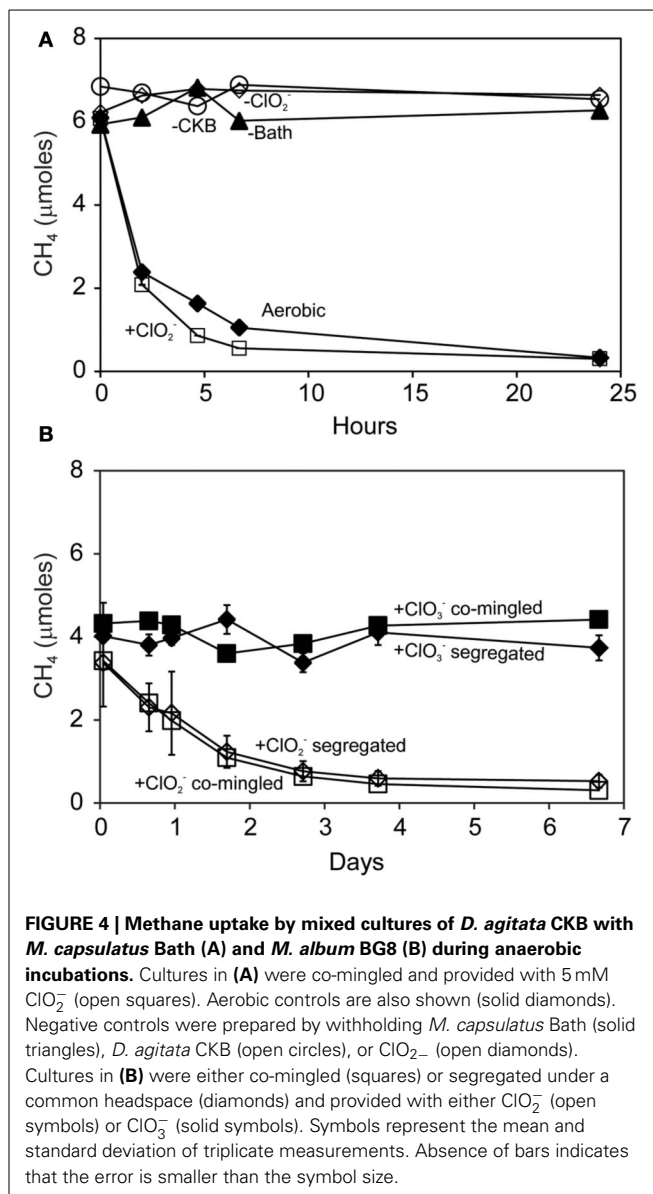 A
8
6
4
2
0
CH₄ (μmoles)
-ClO₂⁻
-CKB
-Bath
Aerobic
+ClO₂⁻
0 5 10 15 20 25
Hours
B
8
6
4
2
0
CH₄ (μmoles)
+ClO₃⁻ co-mingled
+ClO₃⁻ segregated
+ClO₂⁻ segregated
+ClO₂⁻ co-mingled
0 1 2 3 4 5 6 7
Days
FIGURE 4 | Methane uptake by mixed cultures of D. agitata CKB with
M. capsulatus Bath (A) and M. album BG8 (B) during anaerobic
incubations. Cultures in (A) were co-mingled and provided with 5 mM
ClO₂⁻ (open squares). Aerobic controls are also shown (solid diamonds).
Negative controls were prepared by withholding M. capsulatus Bath (solid
triangles), D. agitata CKB (open circles), or ClO₂₋ (open diamonds).
Cultures in (B) were either co-mingled (squares) or segregated under a
common headspace (diamonds) and provided with either ClO₂⁻ (open
symbols) or ClO₃⁻ (solid symbols). Symbols represent the mean and
standard deviation of triplicate measurements. Absence of bars indicates
that the error is smaller than the symbol size.